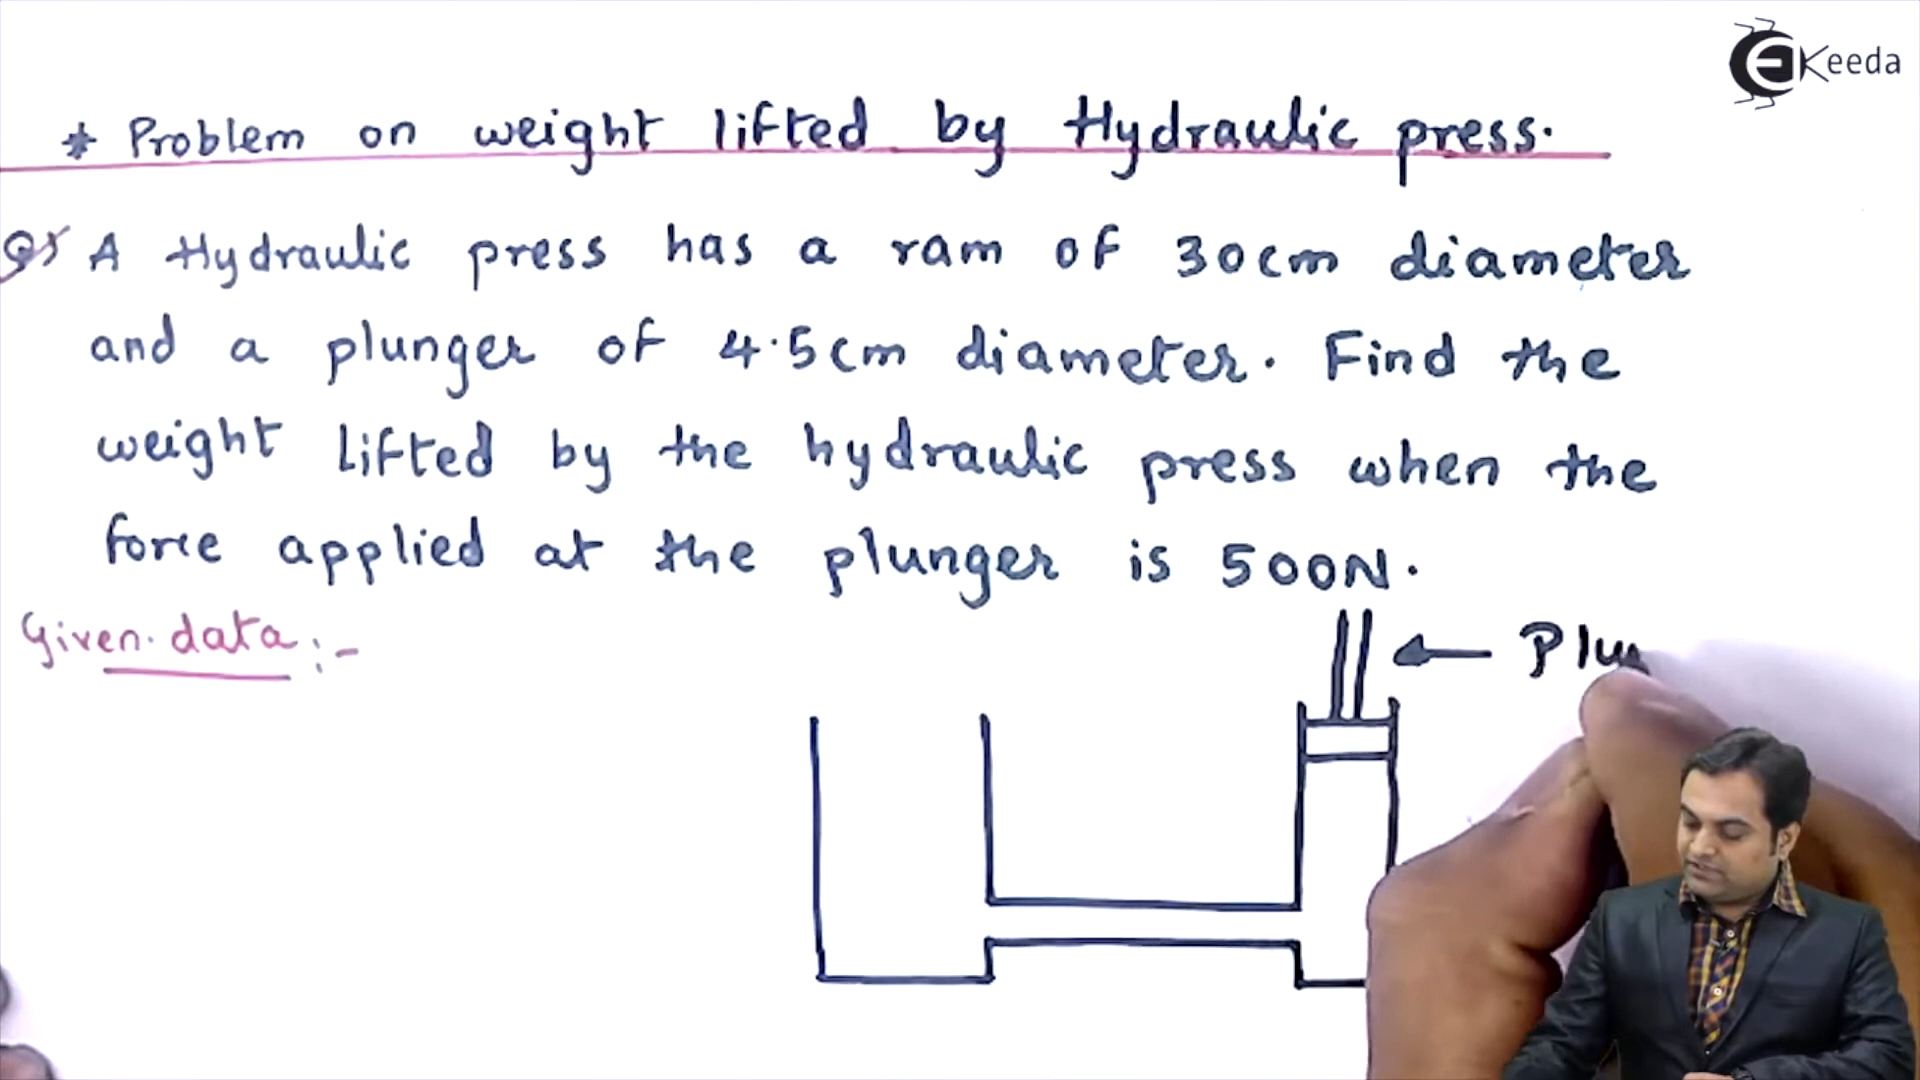 EKeeda
* Problem on weight lifted by Hydraulic press.
Q> A Hydraulic press has a ram of 30cm diameter
and a plunger of 4.5cm diameter. Find the
weight lifted by the hydraulic press when the
force applied at the plunger is 500N.
Given data :-
Plun